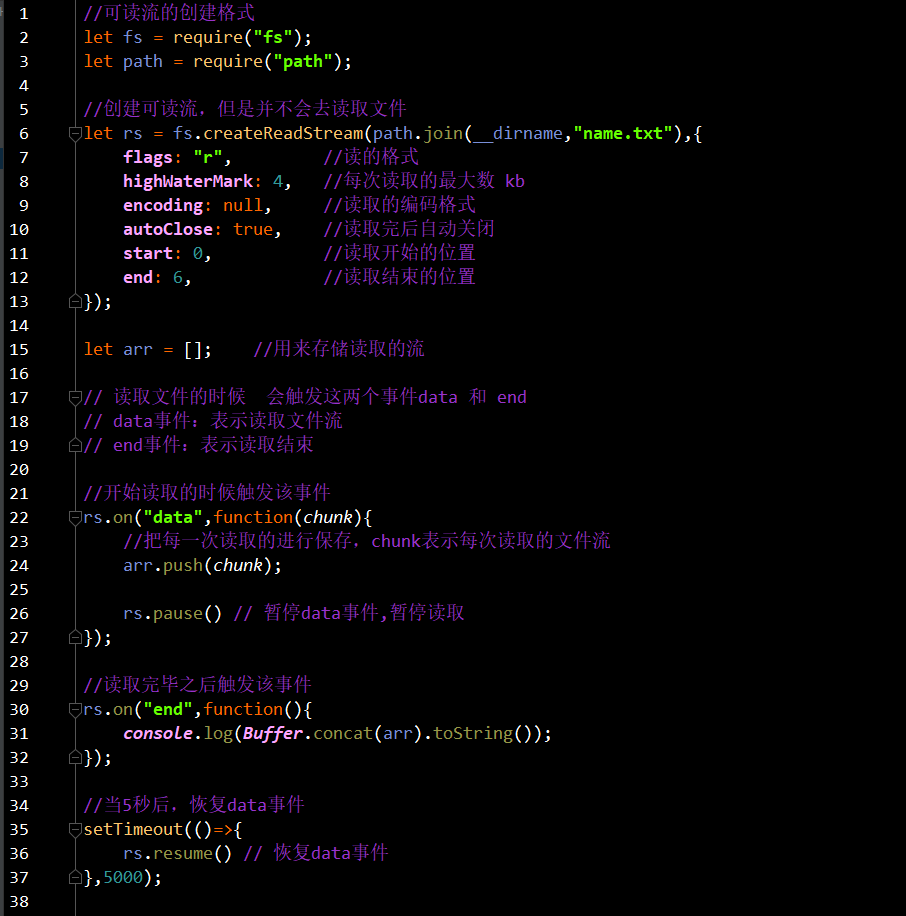 1 //可读流的创建格式
2 let fs = require("fs");
3 let path = require("path");
4
5 //创建可读流，但是并不会去读取文件
6 let rs = fs.createReadStream(path.join(__dirname,"name.txt"),{
7     flags: "r",         //读的格式
8     highWaterMark: 4,   //每次读取的最大数 kb
9     encoding: null,     //读取的编码格式
10     autoClose: true,    //读取完后自动关闭
11     start: 0,           //读取开始的位置
12     end: 6,             //读取结束的位置
13 });
14
15 let arr = [];    //用来存储读取的流
16
17 // 读取文件的时候  会触发这两个事件data 和 end
18 // data事件：表示读取文件流
19 // end事件：表示读取结束
20
21 //开始读取的时候触发该事件
22 rs.on("data",function(chunk){
23     //把每一次读取的进行保存，chunk表示每次读取的文件流
24     arr.push(chunk);
25
26     rs.pause() // 暂停data事件,暂停读取
27 });
28
29 //读取完毕之后触发该事件
30 rs.on("end",function(){
31     console.log(Buffer.concat(arr).toString());
32 });
33
34 //当5秒后，恢复data事件
35 setTimeout(()=>{
36     rs.resume() // 恢复data事件
37 },5000);
38